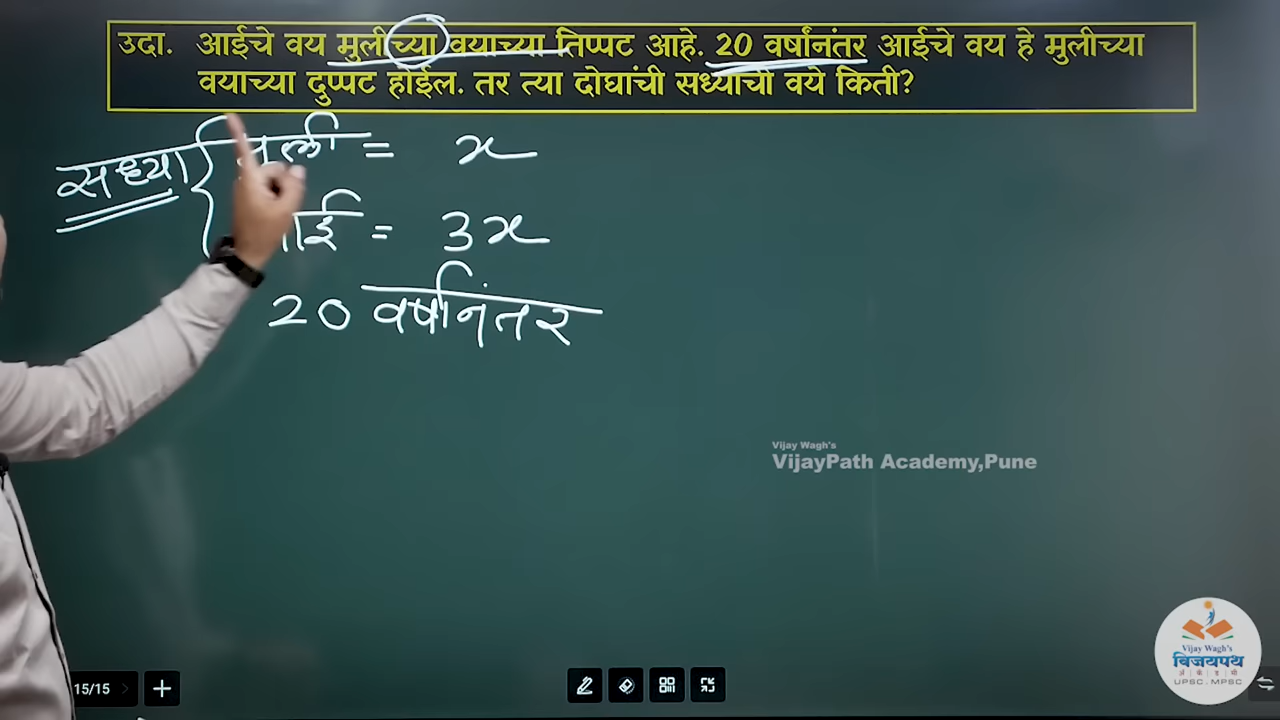 उदा. आईचे वय मुलीच्या वयाच्या तिप्पट आहे. 20 वर्षांनंतर आईचे वय हे मुलीच्या
वयाच्या दुप्पट होईल. तर त्या दोघांची सध्याची वये किती?
सध्या मुली = x
आई = 3x
20 वर्षानंतर
Vijay Wagh's
VijayPath Academy,Pune
Vijay Wagh's
विजयपथ
UPSC.MPSC
15/15